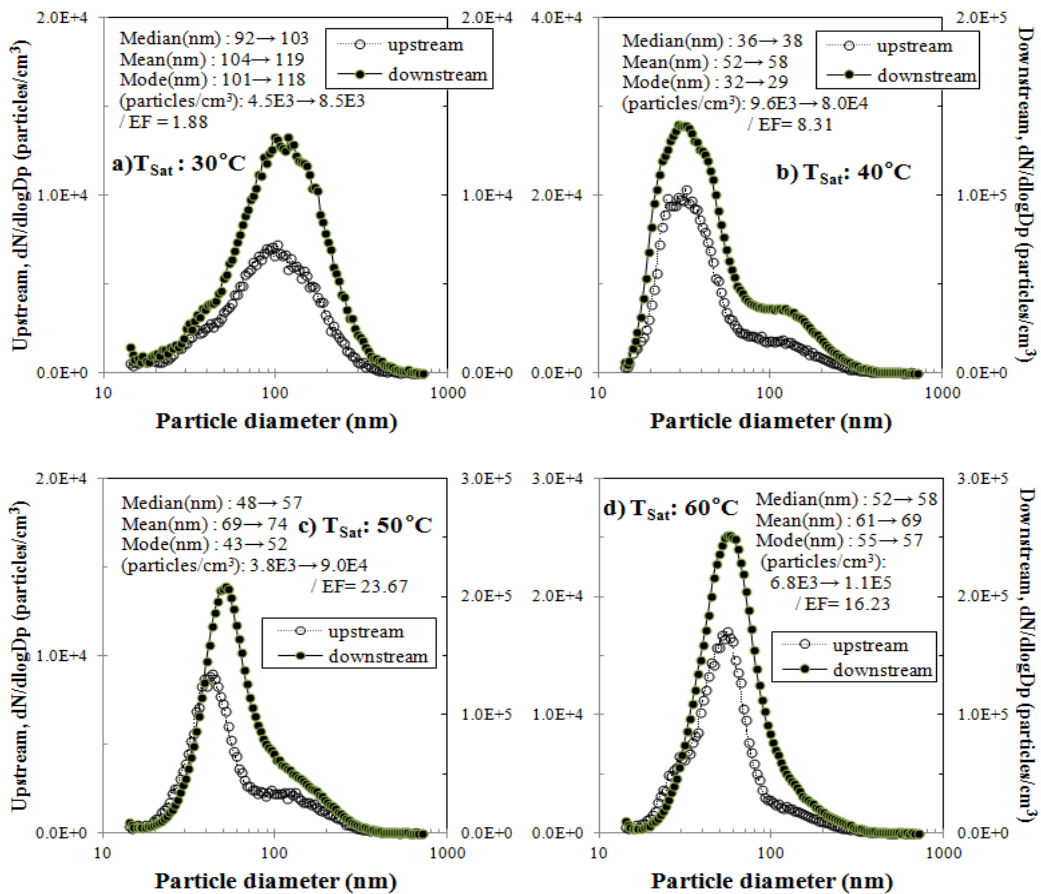 2.0E+4
1.5E+4
1.0E+4
5.0E+3
0.0E+0
Upstream, dN/dlogDp (particles/cm³)
Median(nm) : 92→103
Mean(nm) : 104→119
Mode(nm) : 101→118
(particles/cm³): 4.5E3→8.5E3
/ EF = 1.88
a)T_Sat : 30°C
upstream
downstream
2.0E+4
1.0E+4
0.0E+0
10
100
1000
Particle diameter (nm)
4.0E+4
2.0E+4
0.0E+0
Median(nm) : 36→38
Mean(nm) : 52→58
Mode(nm) : 32→29
(particles/cm³) : 9.6E3→8.0E4
/ EF= 8.31
b) T_Sat: 40°C
upstream
downstream
2.0E+5
1.0E+5
0.0E+0
Downstream, dN/dlogDp (particles/cm³)
10
100
1000
Particle diameter (nm)
2.0E+4
1.0E+4
0.0E+0
Upstream, dN/dlogDp (particles/cm³)
Median(nm) : 48→57
Mean(nm) : 69→74
Mode(nm) : 43→52
(particles/cm³) : 3.8E3→9.0E4
/ EF= 23.67
c) T_Sat: 50°C
upstream
downstream
3.0E+5
2.0E+5
1.0E+5
0.0E+0
10
100
1000
Particle diameter (nm)
3.0E+4
2.0E+4
1.0E+4
0.0E+0
d) T_Sat: 60°C
Median(nm) : 52→58
Mean(nm) : 61→69
Mode(nm) : 55→57
(particles/cm³):
6.8E3→1.1E5
/ EF= 16.23
upstream
downstream
3.0E+5
2.0E+5
1.0E+5
0.0E+0
Downstream, dN/dlogDp (particles/cm³)
10
100
1000
Particle diameter (nm)